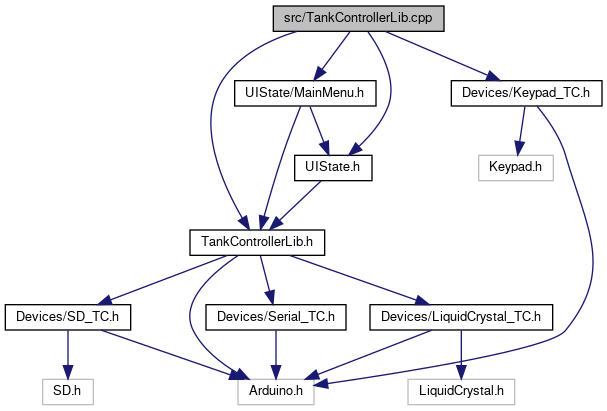 src/TankControllerLib.cpp
UIState/MainMenu.h
Devices/Keypad_TC.h
UIState.h
Keypad.h
TankControllerLib.h
Devices/SD_TC.h
Devices/Serial_TC.h
Devices/LiquidCrystal_TC.h
SD.h
Arduino.h
LiquidCrystal.h